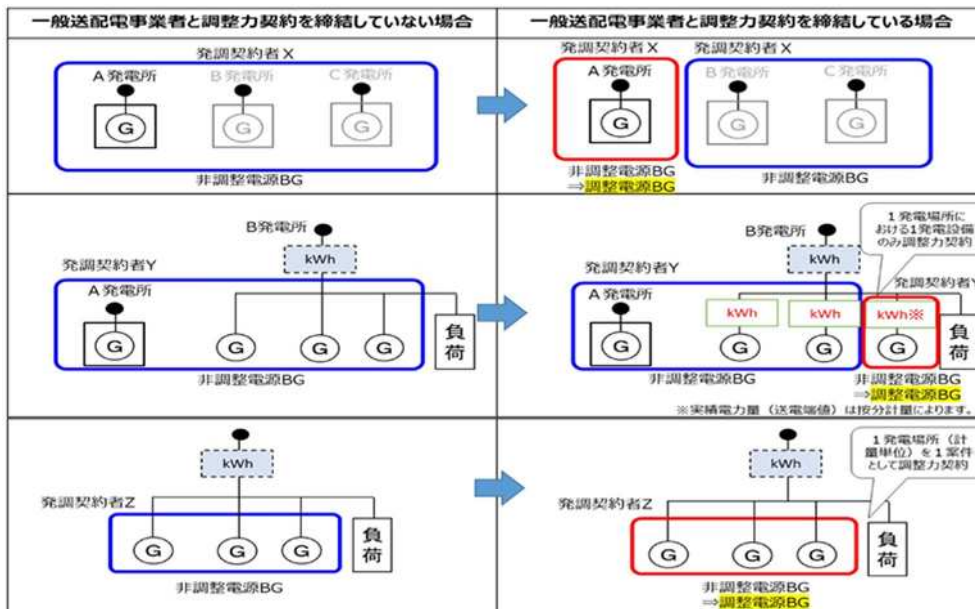 一般送配電事業者と調整力契約を締結していない場合
一般送配電事業者と調整力契約を締結している場合
発調契約者X
A発電所
B発電所
C発電所
G
G
G
非調整電源BG
発調契約者X
発調契約者X
A発電所
B発電所
C発電所
G
G
G
非調整電源BG
⇒調整電源BG
非調整電源BG
B発電所
kWh
発調契約者Y
A発電所
G
G
G
G
負荷
非調整電源BG
1発電場所に
おける1発電設備
のみ調整力契約
B発電所
kWh
発調契約者Y
発調契約者Y
A発電所
kWh
kWh
kWh※
G
G
G
G
負荷
非調整電源BG
非調整電源BG
⇒調整電源BG
※実績電力量（送電端値）は按分計量によります。
kWh
発調契約者Z
G
G
G
負荷
非調整電源BG
1発電場所（計
量単位）を1案件
として調整力契約
kWh
発調契約者Z
G
G
G
負荷
非調整電源BG
⇒調整電源BG